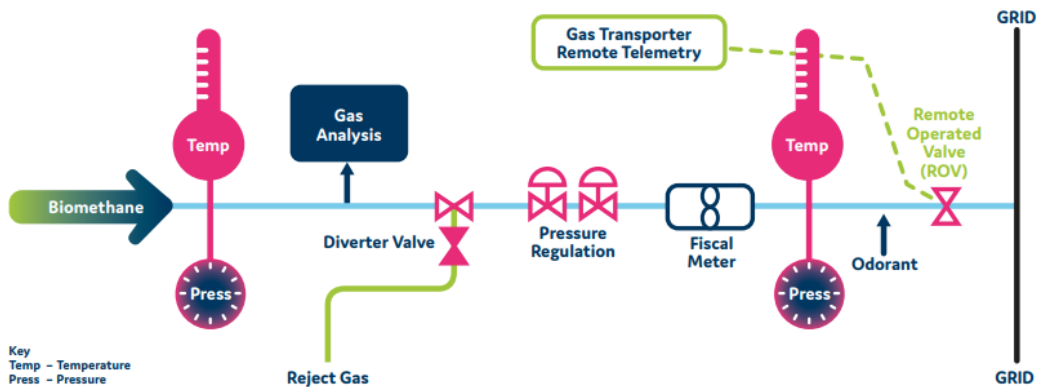 GRID
Gas Transporter
Remote Telemetry
Gas
Analysis
Temp
Temp
Remote
Operated
Valve
(ROV)
Biomethane
Diverter Valve
Pressure
Regulation
Fiscal
Meter
Odorant
Press
Press
Key
Temp – Temperature
Press – Pressure
Reject Gas
GRID